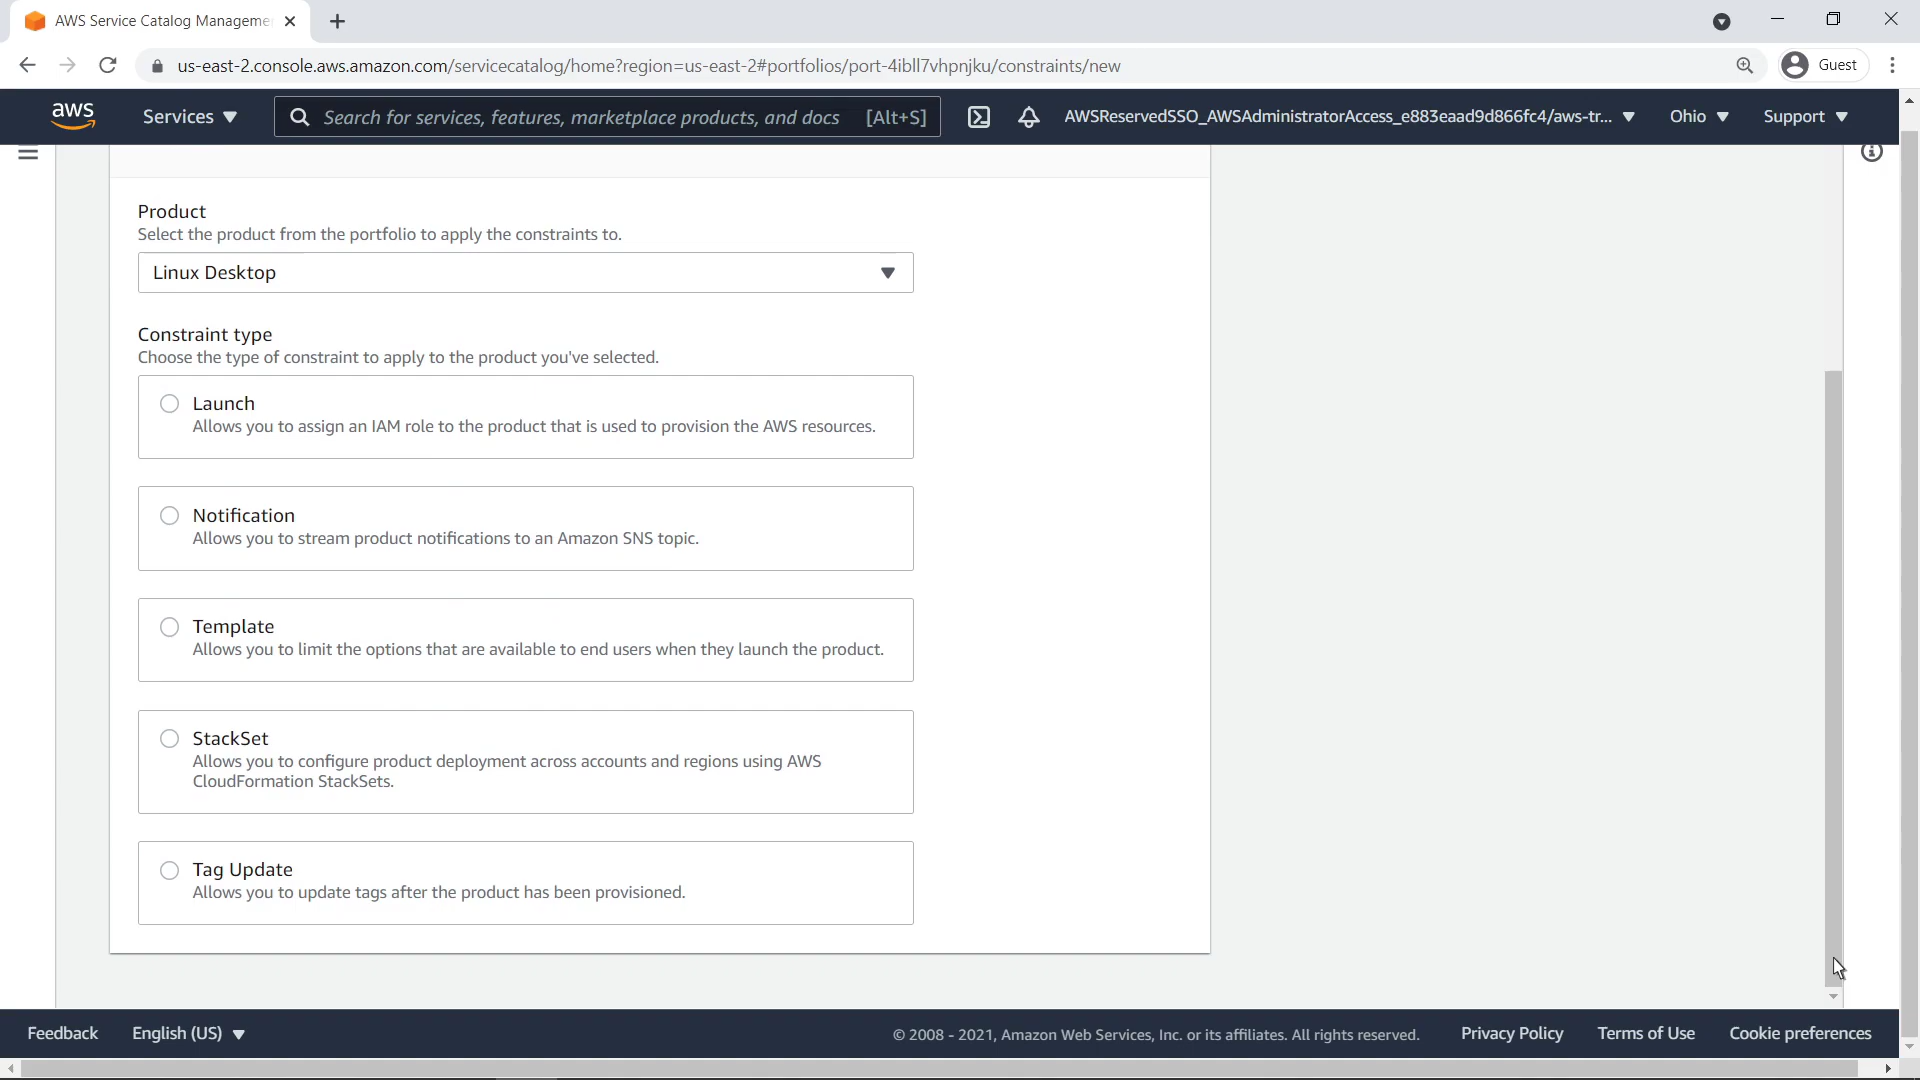 AWS Service Catalog Manageme
us-east-2.console.aws.amazon.com/servicecatalog/home?region=us-east-2#portfolios/port-4ibll7vhpnjku/constraints/new
Guest
aws
Services
Search for services, features, marketplace products, and docs [Alt+S]
AWSReservedSSO_AWSAdministratorAccess_e883eaad9d866fc4/aws-tr...
Ohio
Support
Product
Select the product from the portfolio to apply the constraints to.
Linux Desktop
Constraint type
Choose the type of constraint to apply to the product you've selected.
Launch
Allows you to assign an IAM role to the product that is used to provision the AWS resources.
Notification
Allows you to stream product notifications to an Amazon SNS topic.
Template
Allows you to limit the options that are available to end users when they launch the product.
StackSet
Allows you to configure product deployment across accounts and regions using AWS
CloudFormation StackSets.
Tag Update
Allows you to update tags after the product has been provisioned.
Feedback
English (US)
© 2008 - 2021, Amazon Web Services, Inc. or its affiliates. All rights reserved.
Privacy Policy
Terms of Use
Cookie preferences